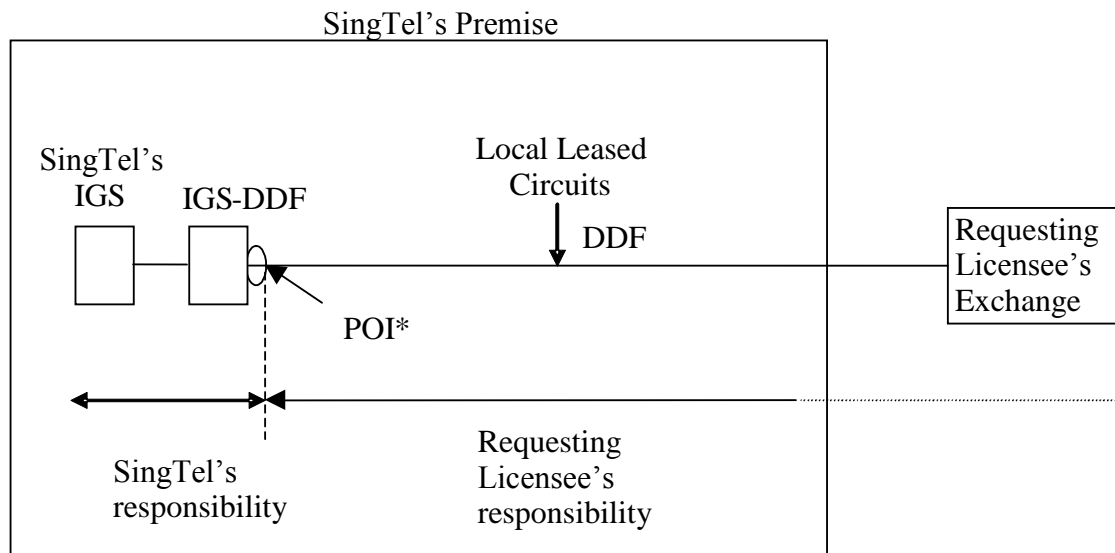 SingTel’s Premise
SingTel’s
IGS
IGS-DDF
Local Leased
Circuits
DDF
Requesting
Licensee’s
Exchange
POI*
SingTel’s
responsibility
Requesting
Licensee’s
responsibility